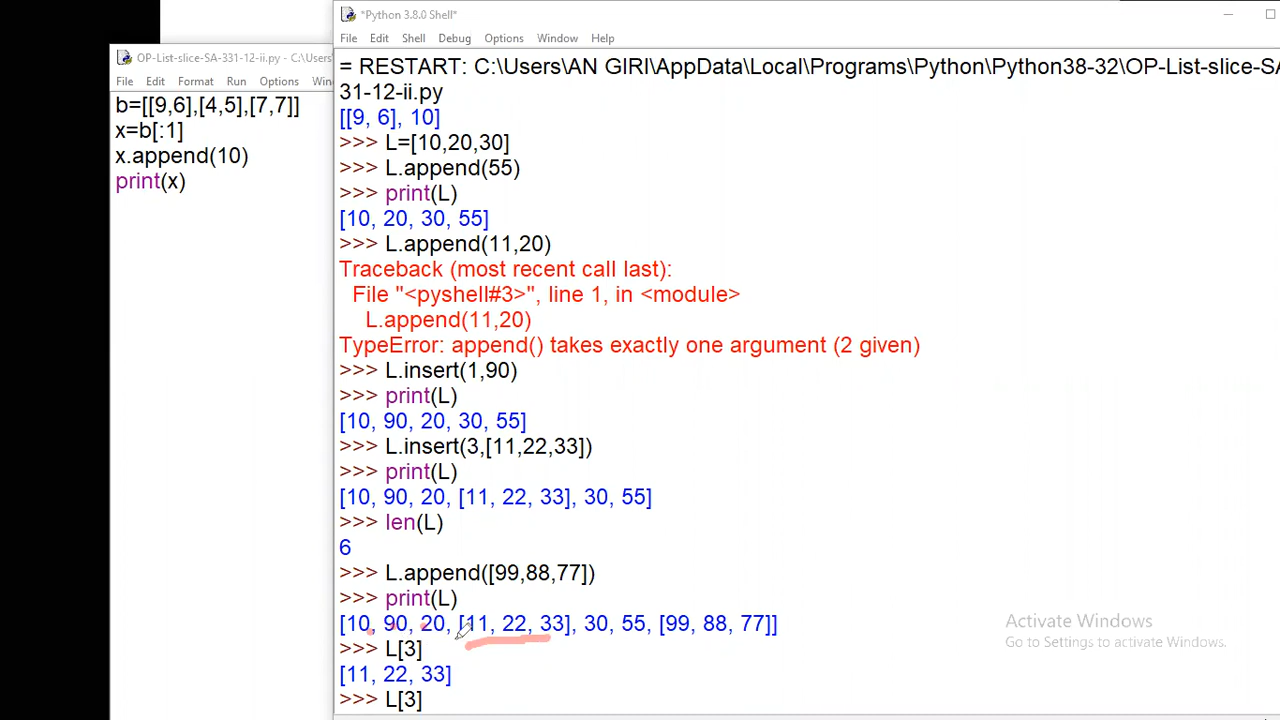 *Python 3.8.0 Shell*
File Edit Shell Debug Options Window Help
= RESTART: C:\Users\AN GIRI\AppData\Local\Programs\Python\Python38-32\OP-List-slice-SA
31-12-ii.py
[[9, 6], 10]
>>> L=[10,20,30]
>>> L.append(55)
>>> print(L)
[10, 20, 30, 55]
>>> L.append(11,20)
Traceback (most recent call last):
File "<pyshell#3>", line 1, in <module>
L.append(11,20)
TypeError: append() takes exactly one argument (2 given)
>>> L.insert(1,90)
>>> print(L)
[10, 90, 20, 30, 55]
>>> L.insert(3,[11,22,33])
>>> print(L)
[10, 90, 20, [11, 22, 33], 30, 55]
>>> len(L)
6
>>> L.append([99,88,77])
>>> print(L)
[10, 90, 20, [11, 22, 33], 30, 55, [99, 88, 77]]
>>> L[3]
[11, 22, 33]
>>> L[3]
OP-List-slice-SA-331-12-ii.py - C:\Users
File Edit Format Run Options Win
b=[[9,6],[4,5],[7,7]]
x=b[:1]
x.append(10)
print(x)
Activate Windows
Go to Settings to activate Windows.